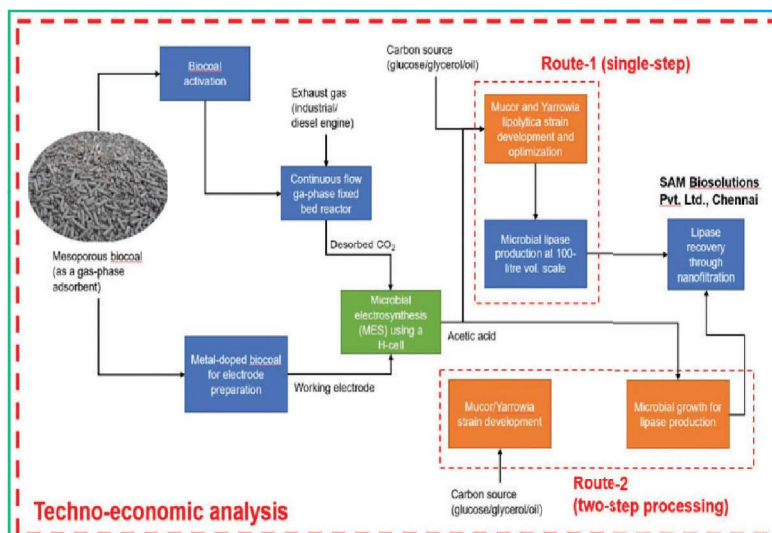 Biocoal
activation
Exhaust gas
(industrial/
diesel engine)
Continuous flow
ga-phase fixed
bed reactor
Desorbed CO2
Mesoporous biocoal
(as a gas-phase
adsorbent)
Metal-doped biocoal
for electrode
preparation
Working electrode
Microbial
electrosynthesis
(MES) using a
H-cell
Acetic acid
Carbon source
(glucose/glycerol/oil)
Route-1 (single-step)
Mucor and Yarrowia
lipolytica strain
development and
optimization
Microbial lipase
production at 100-
litre vol. scale
SAM Biosolutions
Pvt. Ltd., Chennai
Lipase
recovery
through
nanofiltration
Mucor/Yarrowia
strain development
Microbial growth for
lipase production
Carbon source
(glucose/glycerol/oil)
Route-2
(two-step processing)
Techno-economic analysis